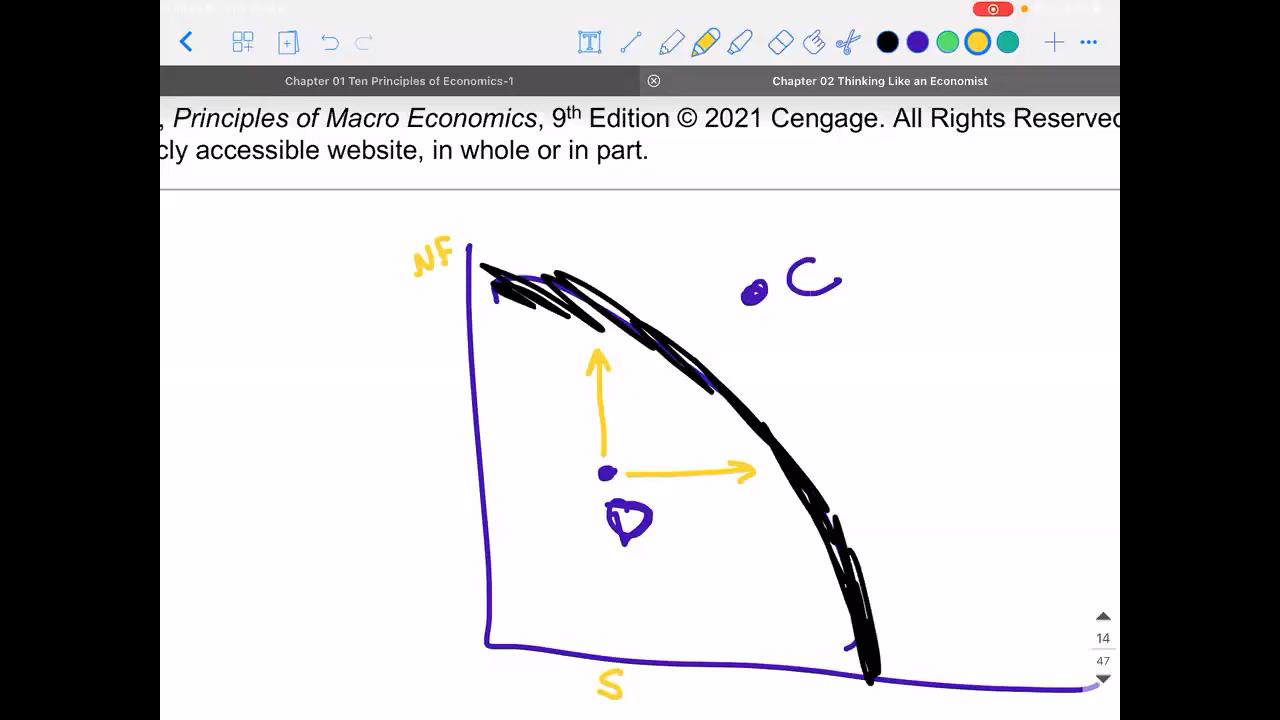 Chapter 01 Ten Principles of Economics-1
Chapter 02 Thinking Like an Economist
, Principles of Macro Economics, 9th Edition © 2021 Cengage. All Rights Reserved
cly accessible website, in whole or in part.
NF
C
D
S
14
47